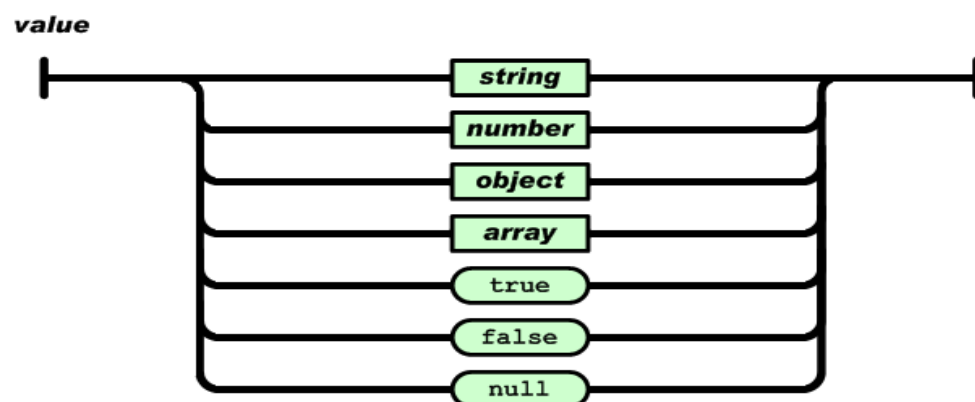 value
string
number
object
array
true
false
null